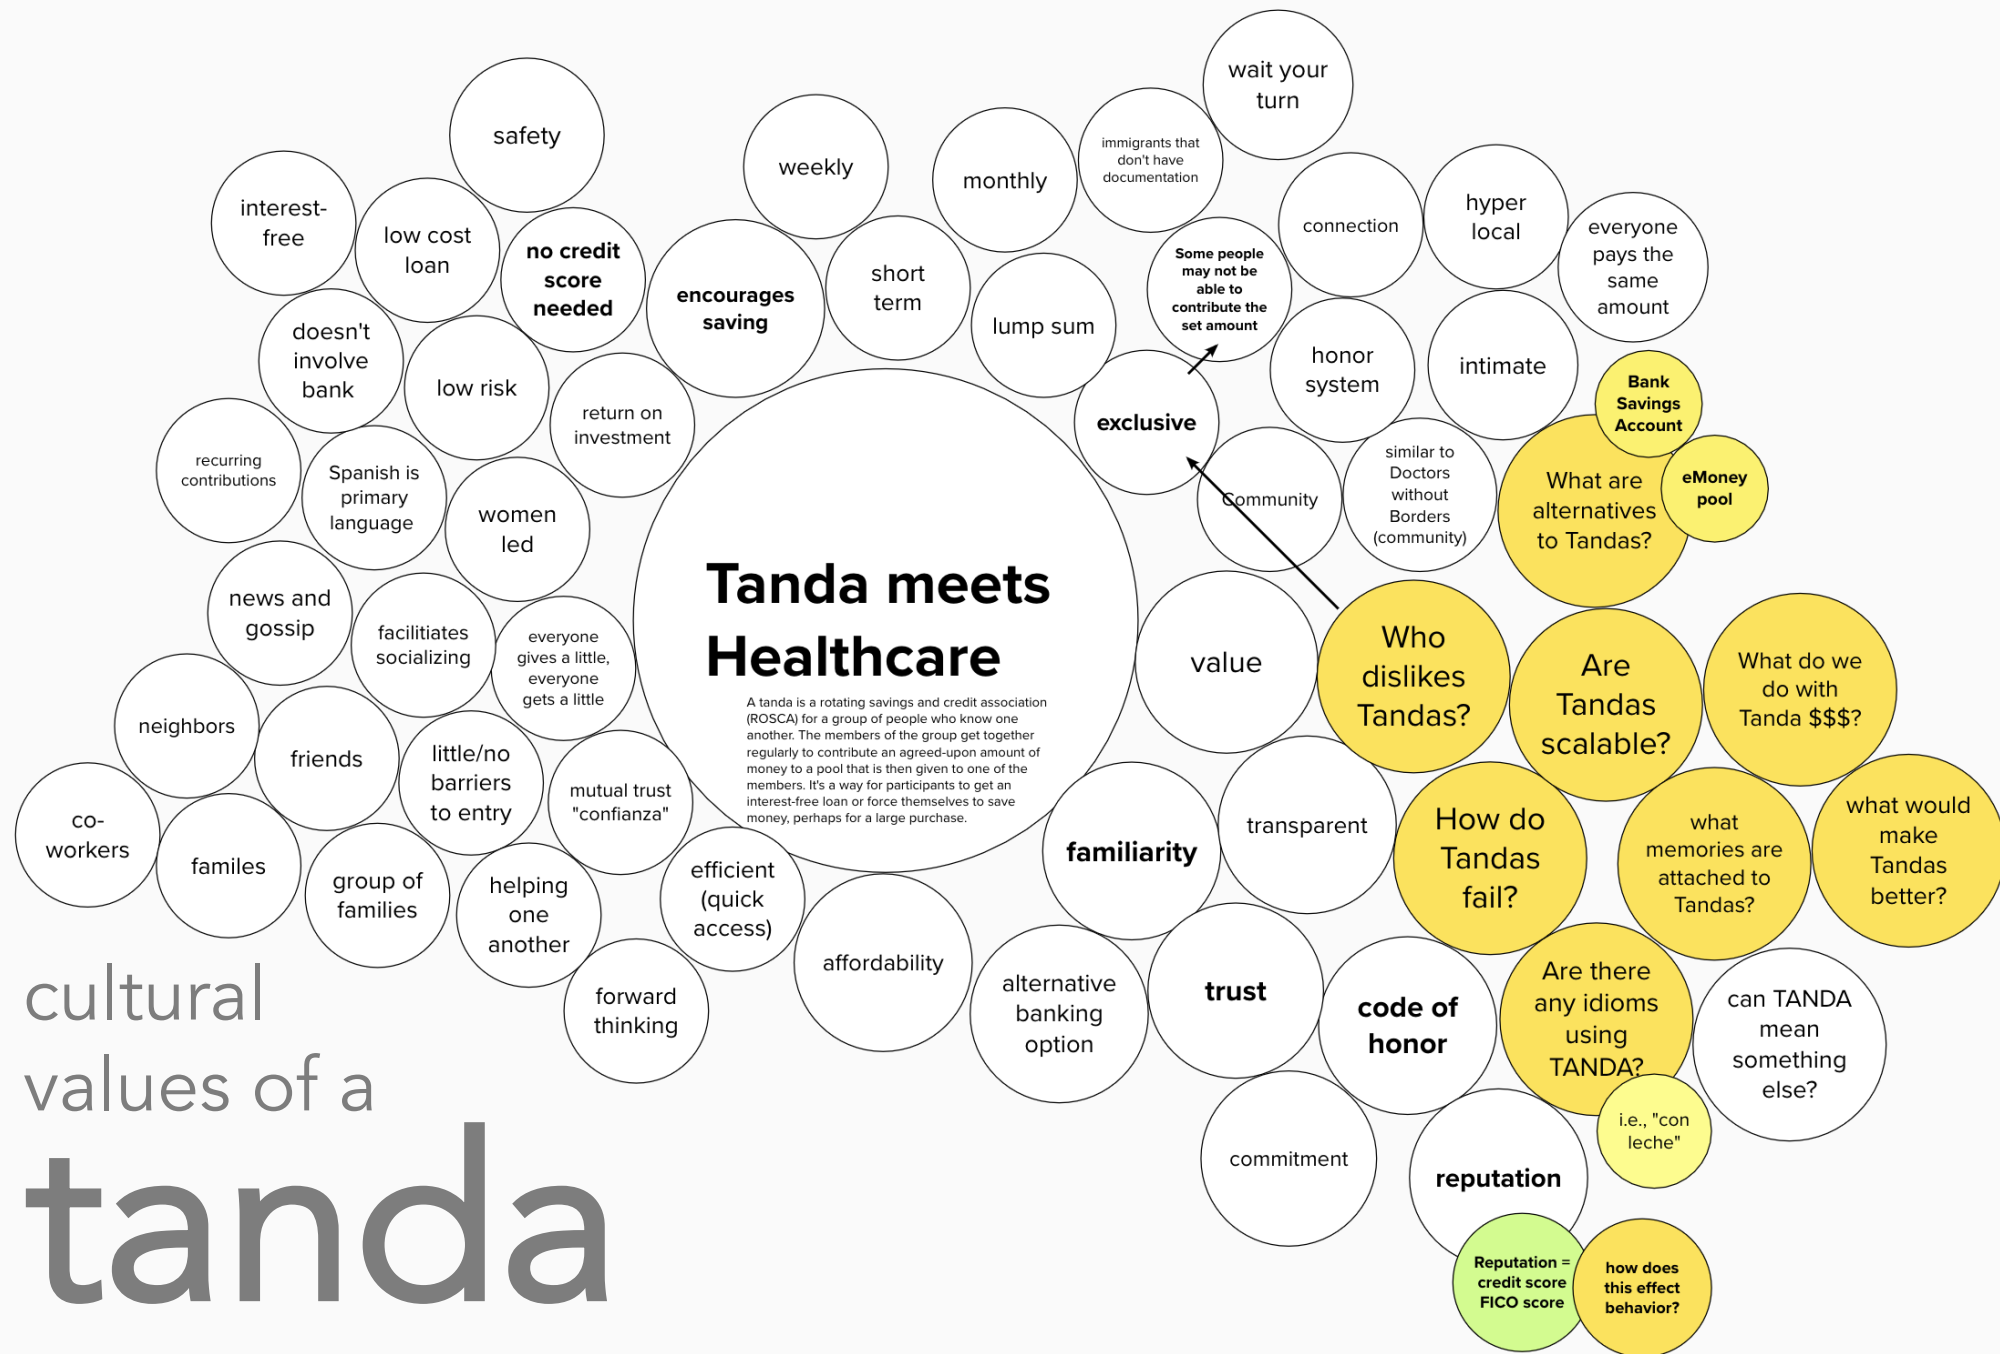 wait your
turn
safety
weekly
monthly
immigrants that
don't have
documentation
interest-
free
low cost
loan
no credit
score
needed
encourages
saving
short
term
lump sum
Some people
may not be
able to
contribute the
set amount
connection
hyper
local
everyone
pays the
same
amount
doesn't
involve
bank
low risk
return on
investment
exclusive
honor
system
intimate
Bank
Savings
Account
recurring
contributions
Spanish is
primary
language
women
led
Community
similar to
Doctors
without
Borders
(community)
What are
alternatives
to Tandas?
eMoney
pool
news and
gossip
facilitiates
socializing
everyone
gives a little,
everyone
gets a little
Tanda meets
Healthcare
A tanda is a rotating savings and credit association
(ROSCA) for a group of people who know one
another. The members of the group get together
regularly to contribute an agreed-upon amount of
money to a pool that is then given to one of the
members. It's a way for participants to get an
interest-free loan or force themselves to save
money, perhaps for a large purchase.
value
Who
dislikes
Tandas?
Are
Tandas
scalable?
What do we
do with
Tanda $$$?
neighbors
friends
little/no
barriers
to entry
mutual trust
"confianza"
co-
workers
familes
group of
families
helping
one
another
efficient
(quick
access)
familiarity
transparent
How do
Tandas
fail?
what
memories are
attached to
Tandas?
what would
make
Tandas
better?
forward
thinking
affordability
alternative
banking
option
trust
code of
honor
Are there
any idioms
using
TANDA?
can TANDA
mean
something
else?
i.e., "con
leche"
commitment
reputation
Reputation =
credit score
FICO score
how does
this effect
behavior?
cultural
values of a
tanda